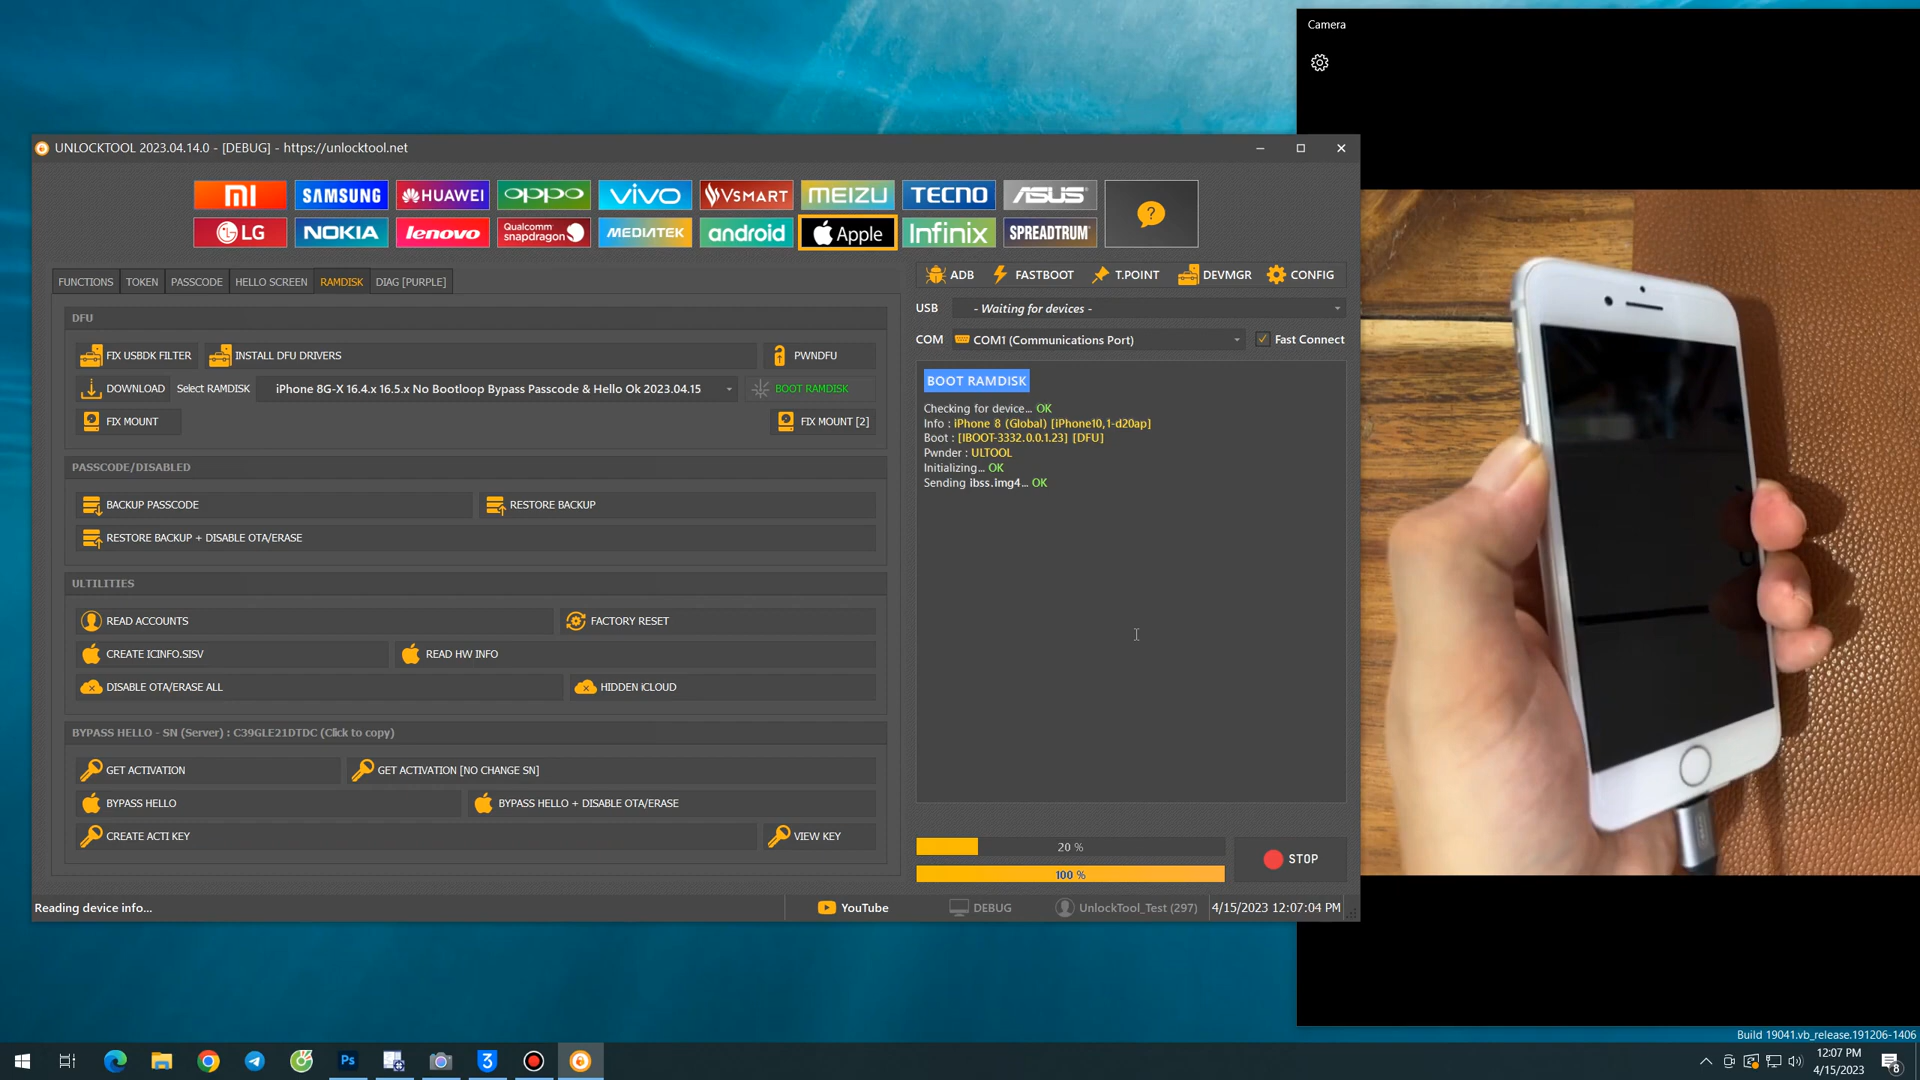 Camera
UNLOCKTOOL 2023.04.14.0 - [DEBUG] - https://unlocktool.net
MI SAMSUNG HUAWEI oppo vivo VSMART MEIZU TECNO ASUS ?
LG NOKIA lenovo Qualcomm snapdragon MEDIATEK android Apple Infinix SPREADTRUM
FUNCTIONS TOKEN PASSCODE HELLO SCREEN RAMDISK DIAG [PURPLE]
ADB FASTBOOT T.POINT DEVMGR CONFIG
DFU
USB - Waiting for devices -
COM COM1 (Communications Port) Fast Connect
FIX USBDK FILTER INSTALL DFU DRIVERS PWNDFU
DOWNLOAD Select RAMDISK iPhone 8G-X 16.4.x 16.5.x No Bootloop Bypass Passcode & Hello Ok 2023.04.15 BOOT RAMDISK
FIX MOUNT FIX MOUNT [2]
PASSCODE/DISABLED
BACKUP PASSCODE RESTORE BACKUP
RESTORE BACKUP + DISABLE OTA/ERASE
ULTILITIES
READ ACCOUNTS FACTORY RESET
CREATE ICINFO.SISV READ HW INFO
DISABLE OTA/ERASE ALL HIDDEN iCLOUD
BYPASS HELLO - SN (Server) : C39GLE21DTDC (Click to copy)
GET ACTIVATION GET ACTIVATION [NO CHANGE SN]
BYPASS HELLO BYPASS HELLO + DISABLE OTA/ERASE
CREATE ACTI KEY VIEW KEY
BOOT RAMDISK
Checking for device... OK
Info : iPhone 8 (Global) [iPhone10,1-d20ap]
Boot : [IBOOT-3332.0.0.1.23] [DFU]
Pwnder : ULTOOL
Initializing... OK
Sending ibss.img4... OK
20 %
100 %
STOP
Reading device info... YouTube DEBUG UnlockTool_Test (297) 4/15/2023 12:07:04 PM
Build 19041.vb_release.191206-1406
Ps 3
12:07 PM
4/15/2023
8